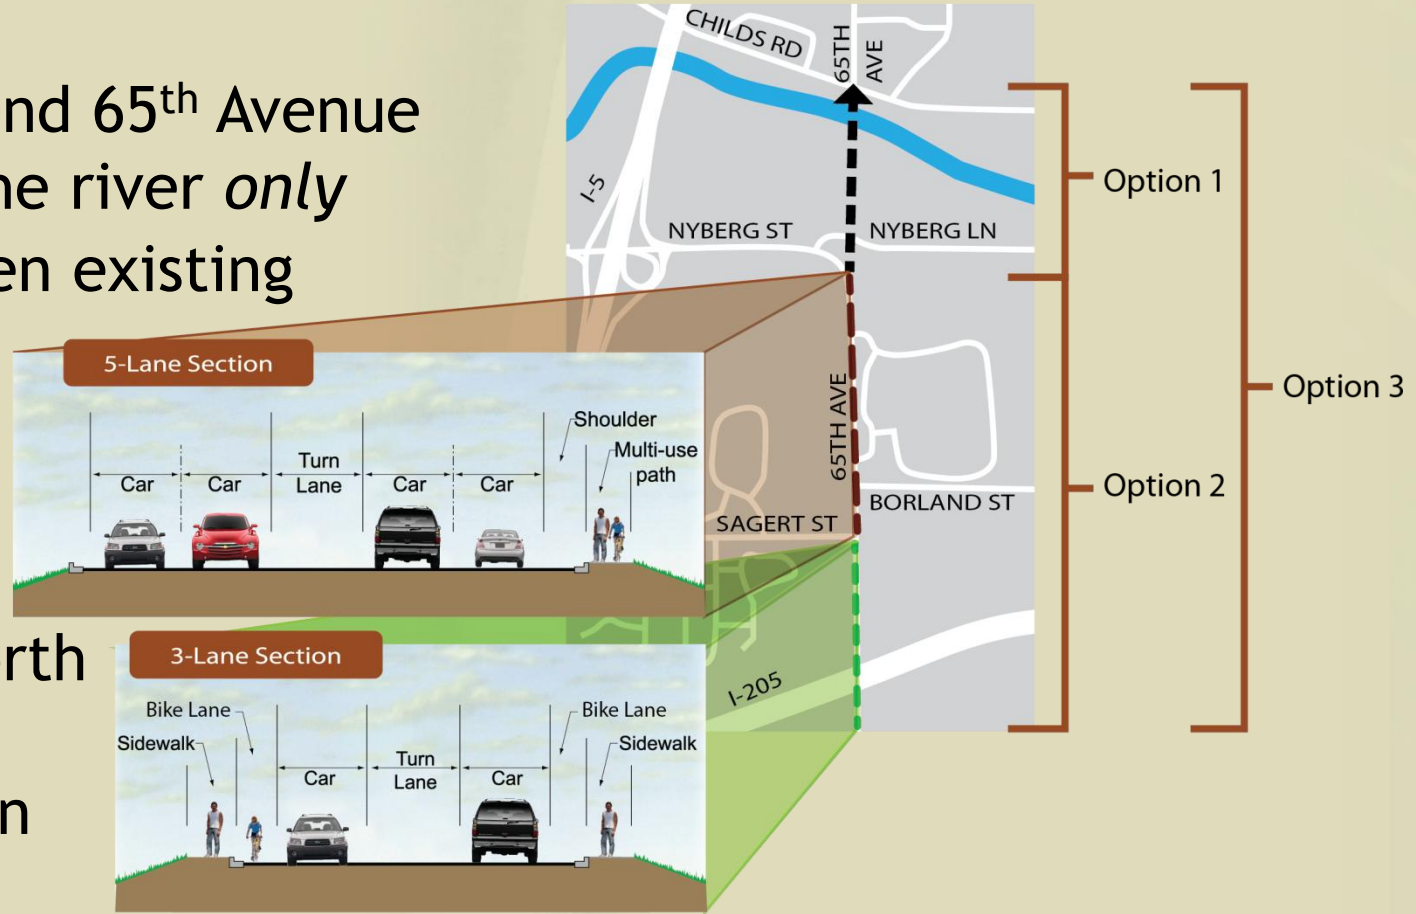 nd 65th Avenue
ne river only
en existing
rth
n
CHILDS RD
65TH
AVE
I-5
NYBERG ST
NYBERG LN
65TH AVE
BORLAND ST
SAGERT ST
I-205
Option 1
Option 2
Option 3
5-Lane Section
Shoulder
Multi-use
path
Car
Car
Turn
Lane
Car
Car
3-Lane Section
Bike Lane
Bike Lane
Sidewalk
Sidewalk
Car
Turn
Lane
Car